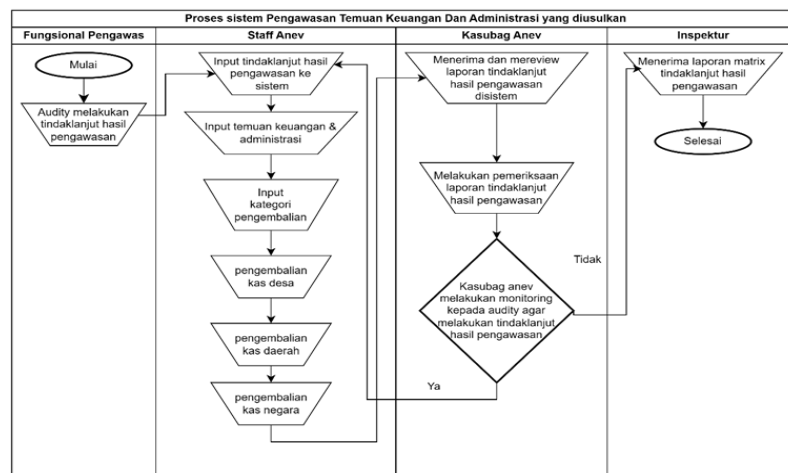 Proses sistem Pengawasan Temuan Keuangan Dan Administrasi yang diusulkan
Fungsional Pengawas
Staff Anev
Kasubag Anev
Inspektur
Mulai
Audity melakukan
tindaklanjut hasil
pengawasan
Input tindaklanjut hasil
pengawasan ke
sistem
Input temuan keuangan &
administrasi
Input
kategori
pengembalian
pengembalian
kas desa
pengembalian
kas daerah
pengembalian
kas negara
Menerima dan mereview
laporan tindaklanjut
hasil pengawasan
disistem
Melakukan pemeriksaan
laporan tindaklanjut
hasil pengawasan
Kasubag anev
melakukan monitoring
kepada audity agar
melakukan tindaklanjut
hasil pengawasan
Ya
Tidak
Menerima laporan matrix
tindaklanjut hasil
pengawasan
Selesai